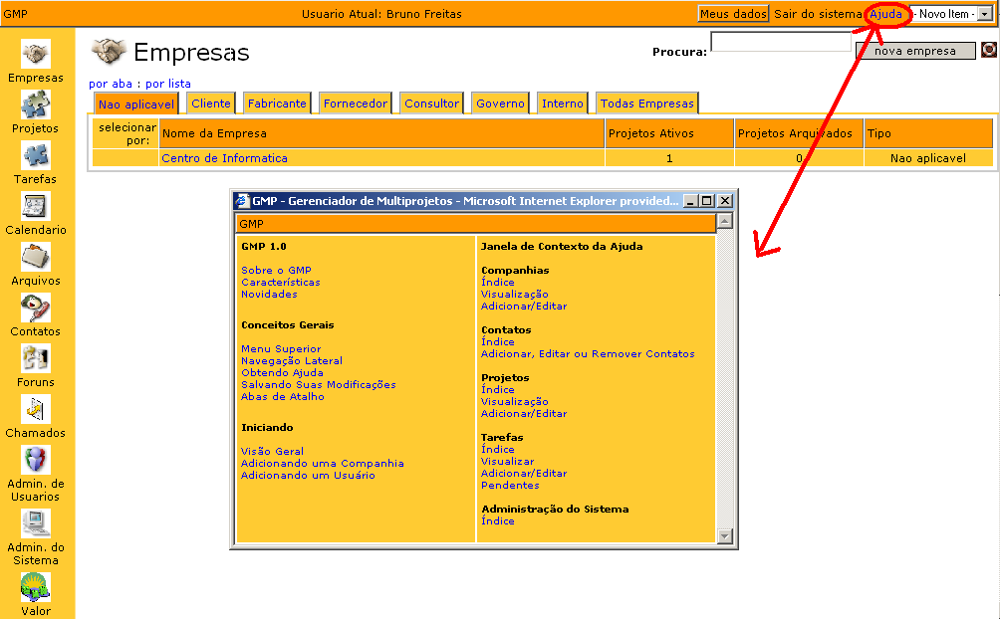 GMP Usuario Atual: Bruno Freitas Meus dados Sair do sistema Ajuda - Novo Item -
Empresas
Projetos
Tarefas
Calendario
Arquivos
Contatos
Foruns
Chamados
Admin. de
Usuarios
Admin. do
Sistema
Valor
Empresas
Procura:
nova empresa
por aba : por lista
Nao aplicavel Cliente Fabricante Fornecedor Consultor Governo Interno Todas Empresas
selecionar
por:
Nome da Empresa Projetos Ativos Projetos Arquivados Tipo
Centro de Informatica 1 0 Nao aplicavel
GMP - Gerenciador de Multiprojetos - Microsoft Internet Explorer provided...
GMP
GMP 1.0
Sobre o GMP
Características
Novidades
Conceitos Gerais
Menu Superior
Navegação Lateral
Obtendo Ajuda
Salvando Suas Modificações
Abas de Atalho
Iniciando
Visão Geral
Adicionando uma Companhia
Adicionando um Usuário
Janela de Contexto da Ajuda
Companhias
Índice
Visualização
Adicionar/Editar
Contatos
Índice
Adicionar, Editar ou Remover Contatos
Projetos
Índice
Visualização
Adicionar/Editar
Tarefas
Índice
Visualizar
Adicionar/Editar
Pendentes
Administração do Sistema
Índice